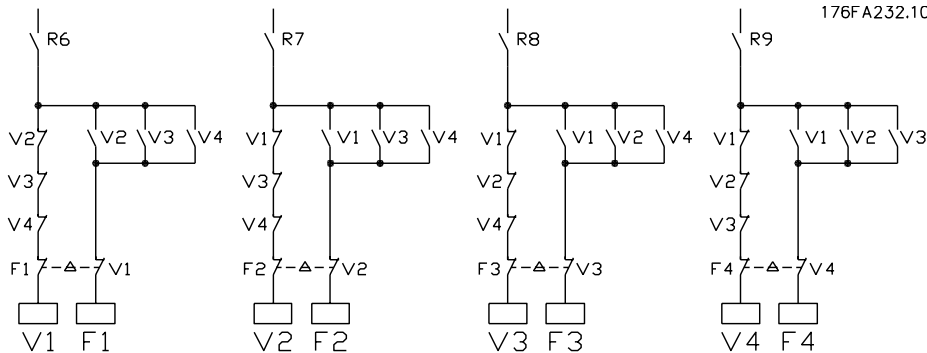 176FA232.10
R6 R7 R8 R9
V2 V2 V3 V4 V1 V1 V3 V4 V1 V1 V2 V4 V1 V1 V2 V3
V3 V3 V2 V2
V4 V4 V4 V3
F1 V1 F2 V2 F3 V3 F4 V4
V1 F1 V2 F2 V3 F3 V4 F4